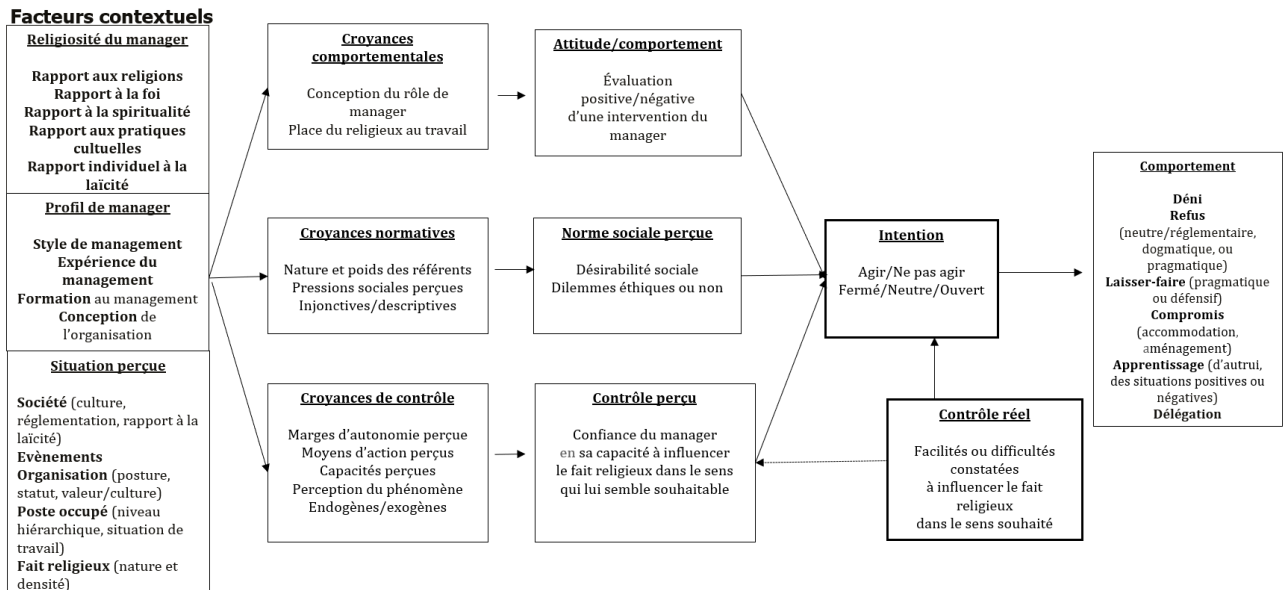 Facteurs contextuels
Religiosité du manager
Rapport aux religions
Rapport à la foi
Rapport à la spiritualité
Rapport aux pratiques
cultuelles
Rapport individuel à la
laïcité
Profil de manager
Style de management
Expérience du
management
Formation au management
Conception de
l'organisation
Situation perçue
Société (culture,
réglementation, rapport à la
laïcité)
Evènements
Organisation (posture,
statut, valeur/culture)
Poste occupé (niveau
hiérarchique, situation de
travail)
Fait religieux (nature et
densité)
Croyances
comportementales
Conception du rôle de
manager
Place du religieux au travail
Croyances normatives
Nature et poids des référents
Pressions sociales perçues
Injonctives/descriptives
Croyances de contrôle
Marges d'autonomie perçue
Moyens d'action perçus
Capacités perçues
Perception du phénomène
Endogènes/exogènes
Attitude/comportement
Évaluation
positive/négative
d'une intervention du
manager
Norme sociale perçue
Désirabilité sociale
Dilemmes éthiques ou non
Contrôle perçu
Confiance du manager
en sa capacité à influencer
le fait religieux dans le sens
qui lui semble souhaitable
Intention
Agir/Ne pas agir
Fermé/Neutre/Ouvert
Contrôle réel
Facilités ou difficultés
constatées
à influencer le fait
religieux
dans le sens souhaité
Comportement
Déni
Refus
(neutre/réglementaire,
dogmatique, ou
pragmatique)
Laisser-faire (pragmatique
ou défensif)
Compromis
(accommodation,
aménagement)
Apprentissage (d'autrui,
des situations positives ou
négatives)
Délégation